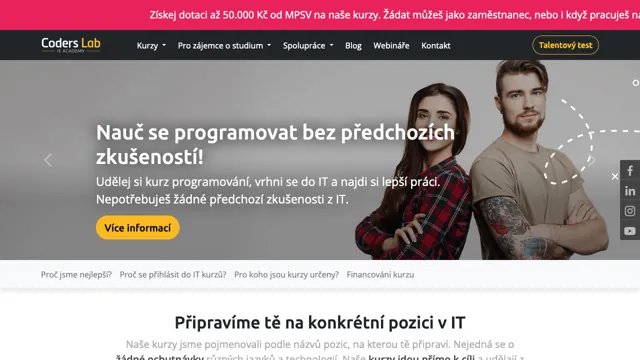 Získej dotaci až 50.000 Kč od MPSV na naše kurzy. Žádat můžeš jako zaměstnanec, nebo i když pracuješ
Coders Lab
IT ACADEMY
Kurzy
Pro zájemce o studium
Spolupráce
Blog
Webináře
Kontakt
Talentový test
Nauč se programovat bez předchozích
zkušeností!
Udělej si kurz programování, vrhni se do IT a najdi si lepší práci.
Nepotřebuješ žádné předchozí zkušenosti z IT.
Více informací
Proč jsme nejlepší?
Proč se přihlásit do IT kurzů?
Pro koho jsou kurzy určeny?
Financování kurzu
Připravíme tě na konkrétní pozici v IT
Naše kurzy jsme pojmenovali podle názvů pozic, na kterou tě připraví. Nejedná se o
žádné ochutnávky různých jazyků a technologií. Naše kurzy jdou přímo k cíli a udělají z